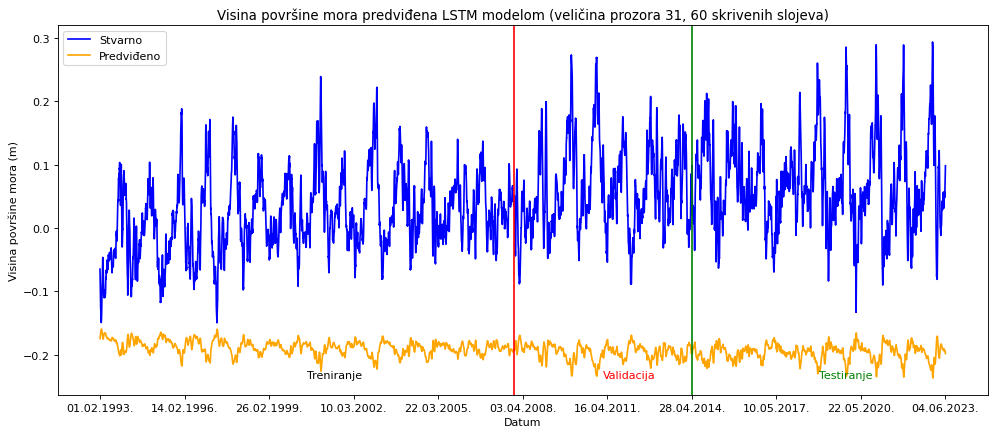 Visina površine mora predviđena LSTM modelom (veličina prozora 31, 60 skrivenih slojeva)
Stvarno
Predviđeno
0.3
0.2
0.1
0.0
−0.1
−0.2
Visina površine mora (m)
Treniranje
Validacija
Testiranje
01.02.1993.
14.02.1996.
26.02.1999.
10.03.2002.
22.03.2005.
03.04.2008.
16.04.2011.
28.04.2014.
10.05.2017.
22.05.2020.
04.06.2023.
Datum